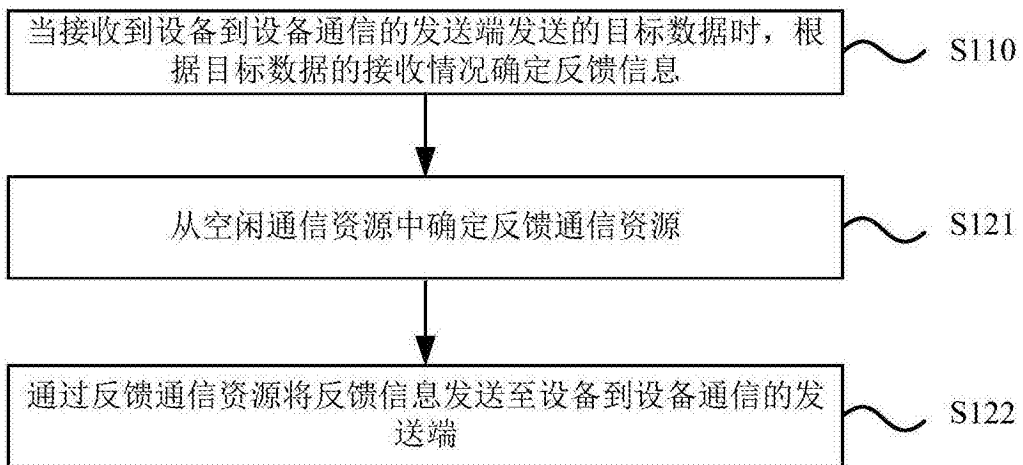 当接收到设备到设备通信的发送端发送的目标数据时，根
据目标数据的接收情况确定反馈信息
S110
从空闲通信资源中确定反馈通信资源
S121
通过反馈通信资源将反馈信息发送至设备到设备通信的发
送端
S122